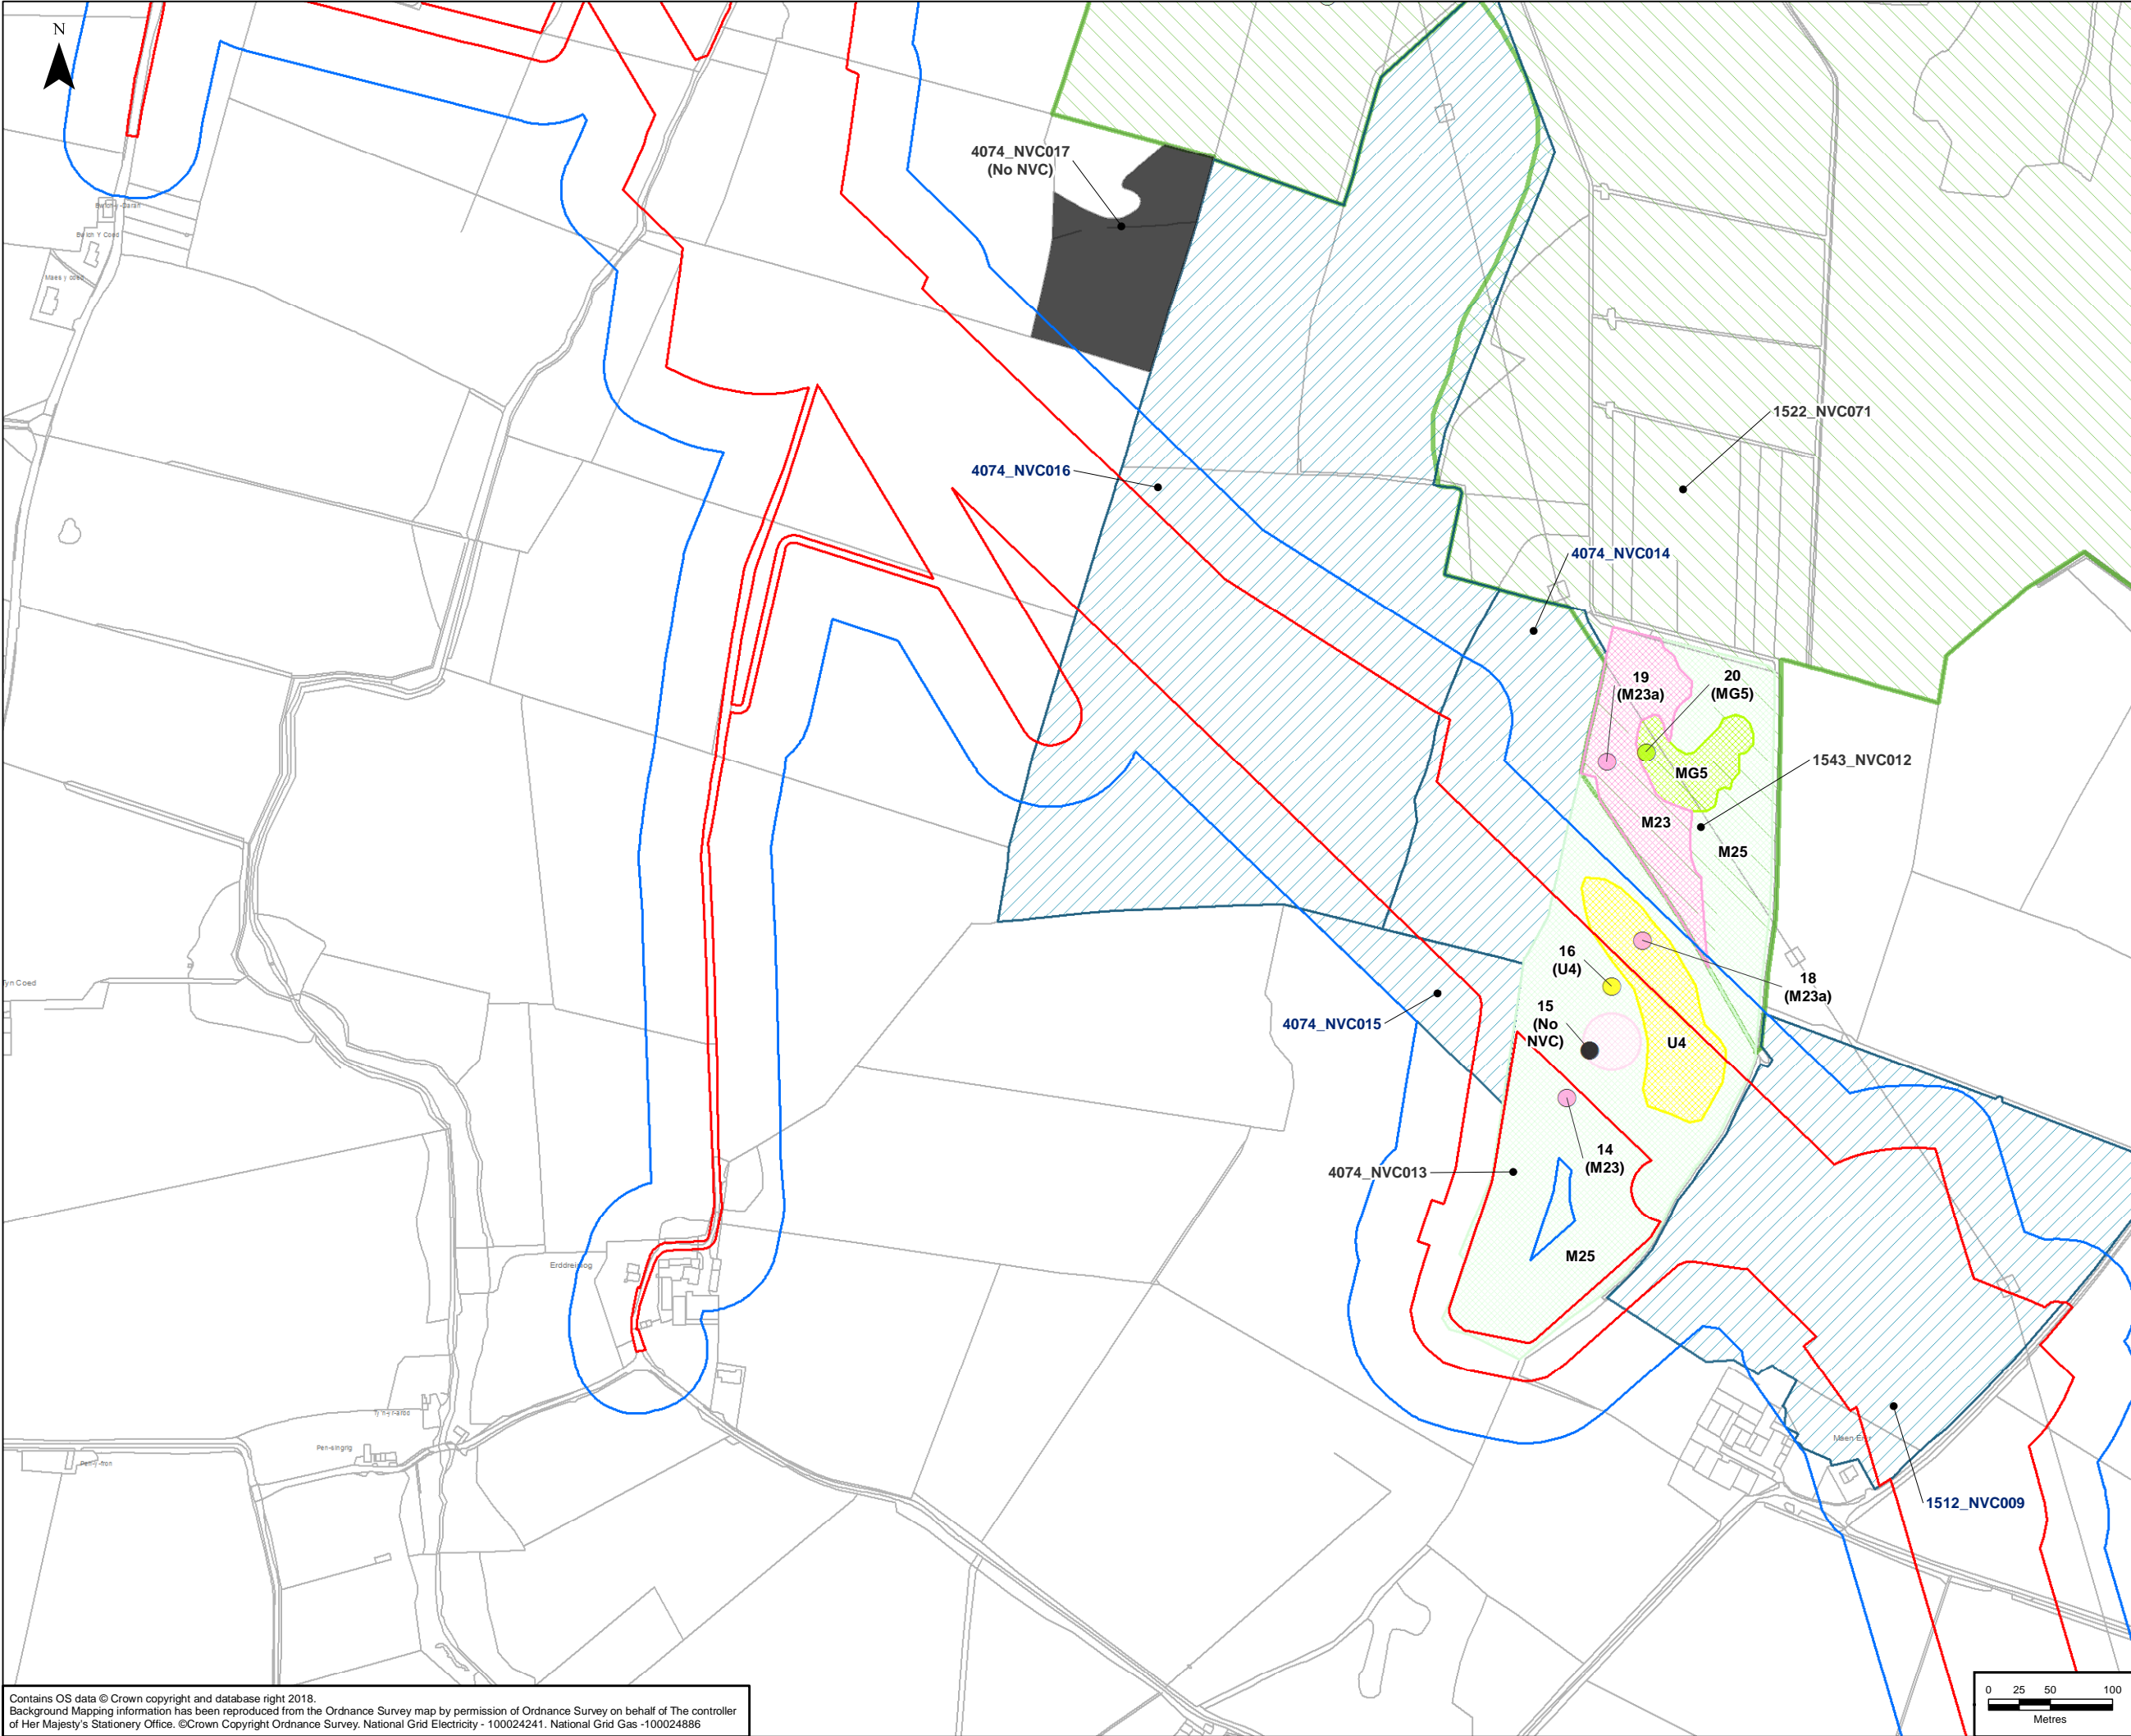 N
4074_NVC017
(No NVC)
Bwlch Y Coed
1522_NVC071
4074_NVC016
4074_NVC014
19
(M23a)
20
(MG5)
1543_NVC012
MG5
M23
M25
16
(U4)
18
(M23a)
15
(No
NVC)
U4
4074_NVC015
Tyn Coed
14
(M23)
4074_NVC013
M25
1512_NVC009
0 25 50 100
Metres
Contains OS data © Crown copyright and database right 2018.
Background Mapping information has been reproduced from the Ordnance Survey map by permission of Ordnance Survey on behalf of The controller
of Her Majesty's Stationery Office. ©Crown Copyright Ordnance Survey. National Grid Electricity - 100024241. National Grid Gas -100024886